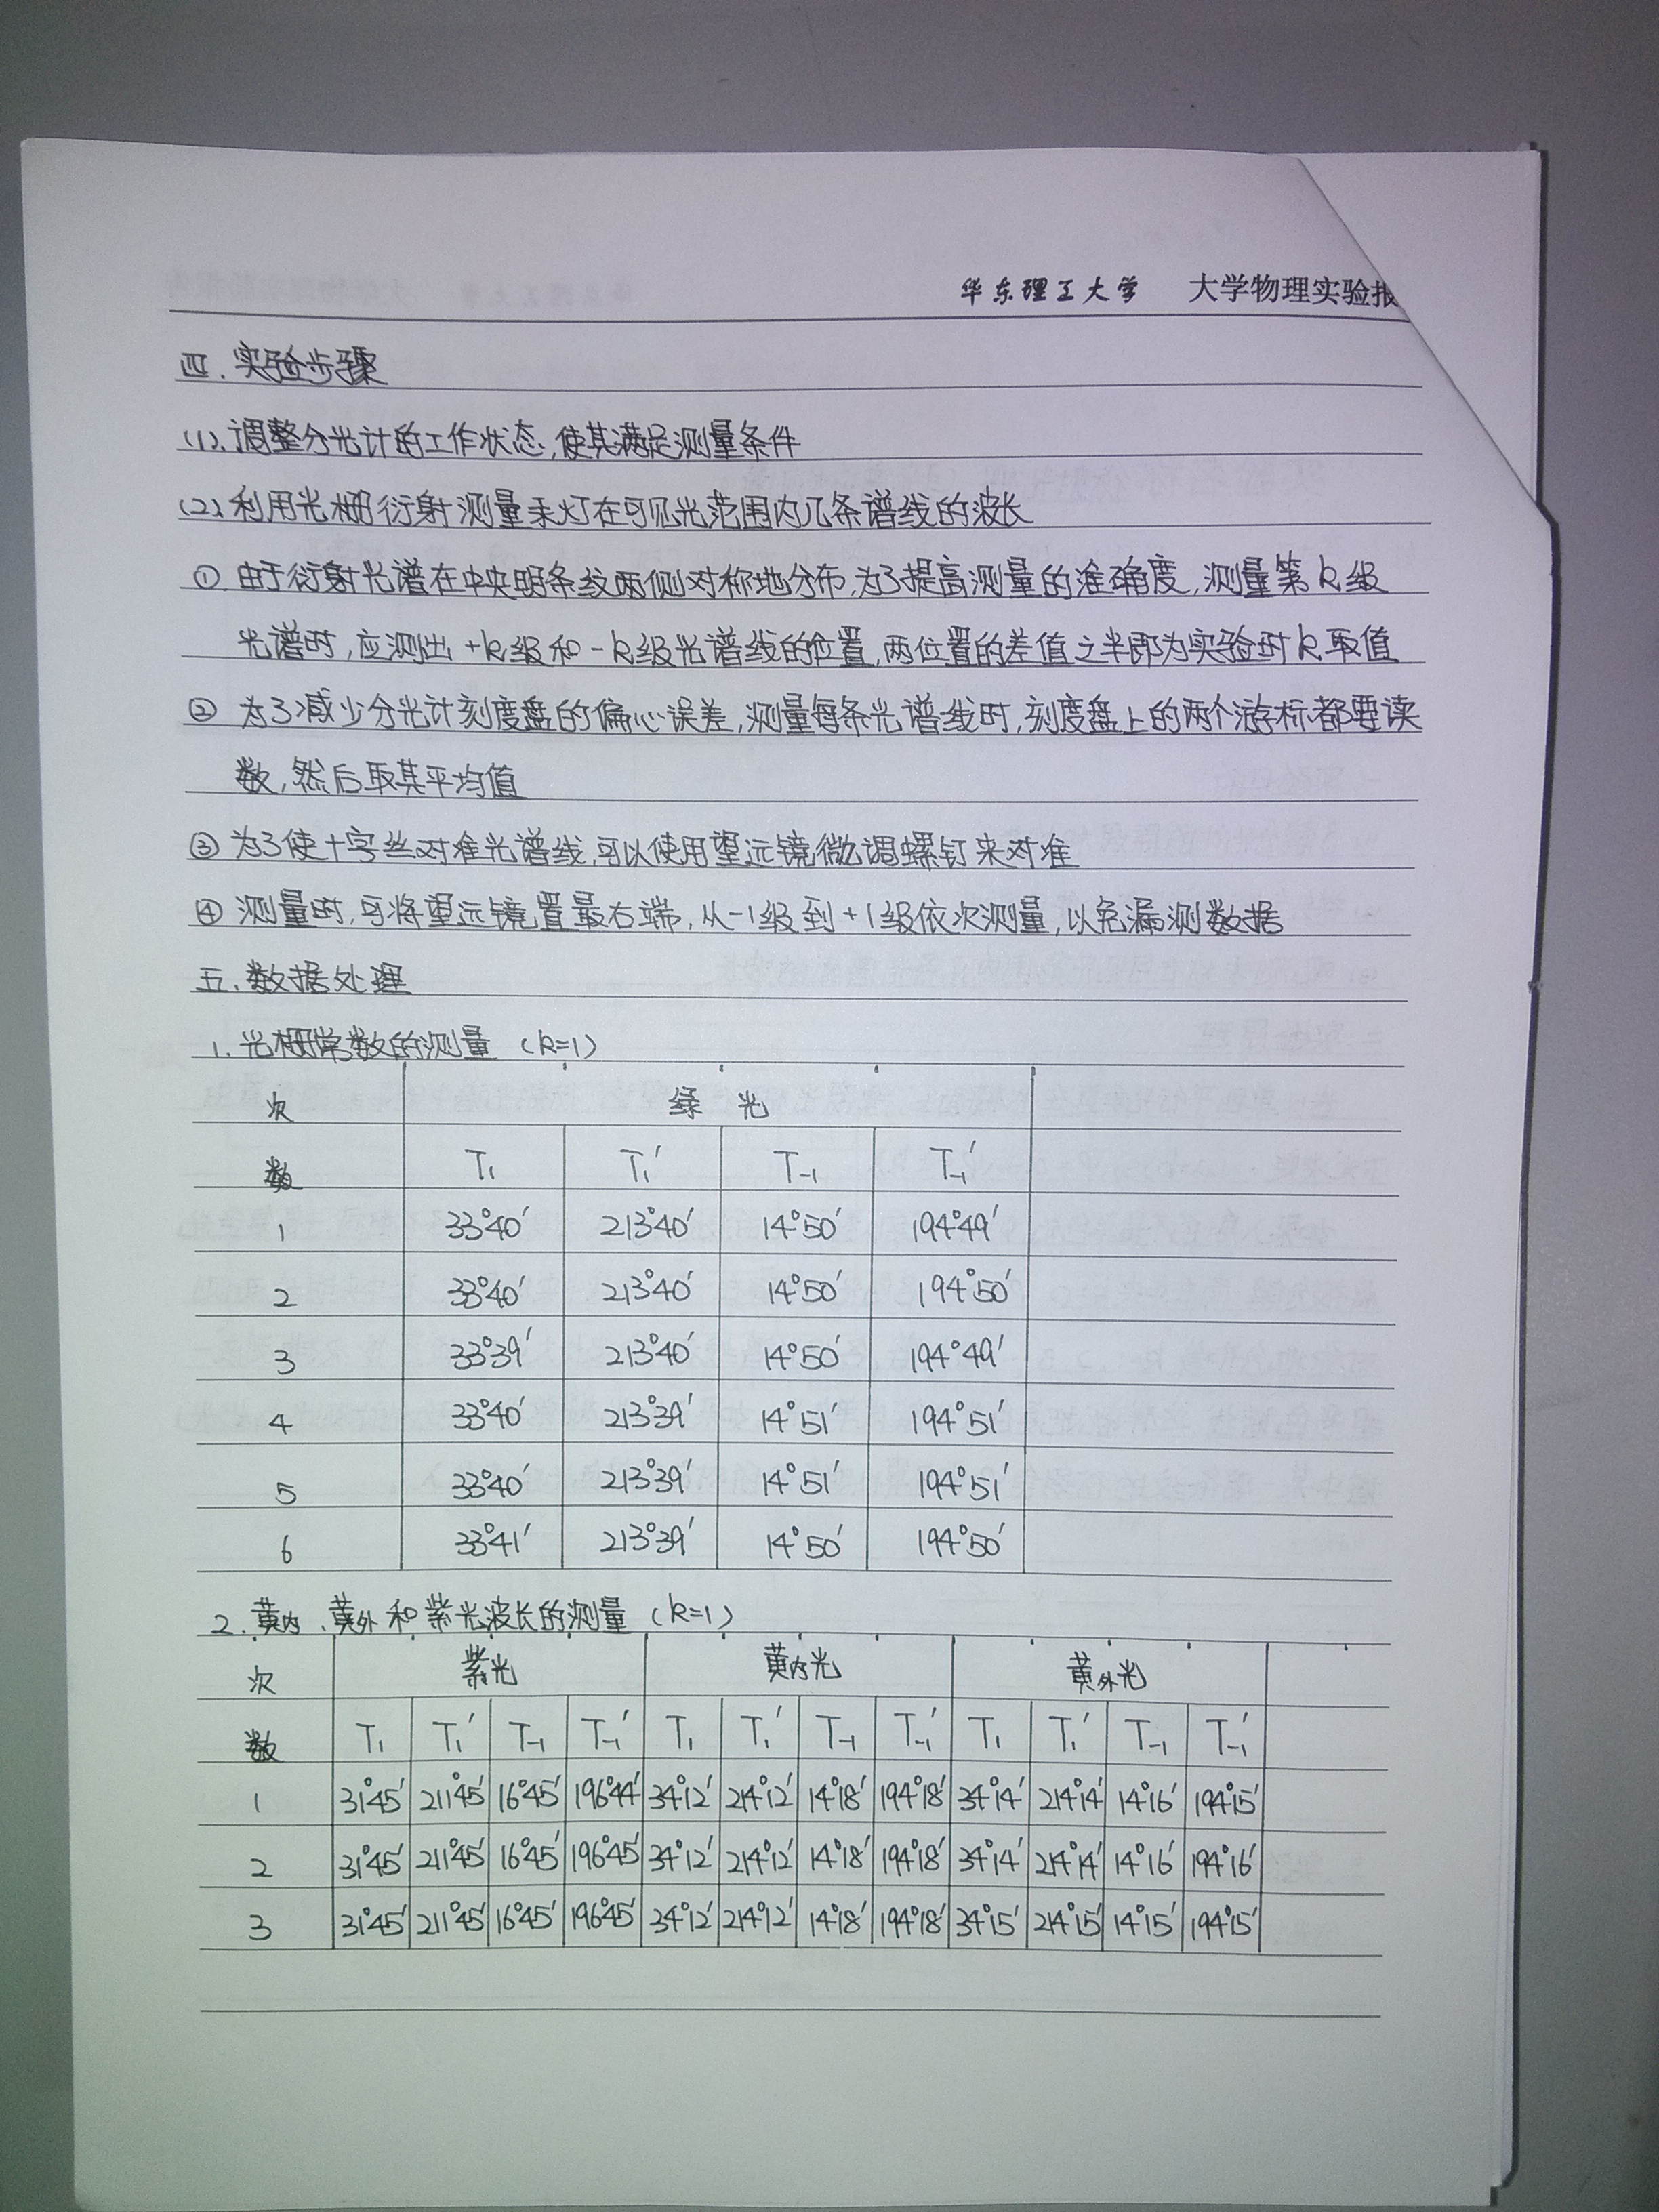 华东理工大学 大学物理实验报
四.实验步骤
(1).调整分光计的工作状态,使其满足测量条件
(2).利用光栅衍射测量汞灯在可见光范围内几条谱线的波长
①.由于衍射光谱在中央明条纹两侧对称地分布,为了提高测量的准确度,测量第k级
光谱时,应测出+k级和-k级光谱线的位置,两位置的差值之半即为实验时k取值
② 为了减少分光计刻度盘的偏心误差,测量每条光谱线时,刻度盘上的两个游标都要读
数,然后取其平均值
③ 为了使十字丝对准光谱线,可以使用望远镜微调螺钉来对准
④ 测量时,可将望远镜置最右端,从-1级到+1级依次测量,以免漏测数据
五.数据处理
1.光栅常数的测量 (k=1)
次 绿光
数 T₁ T₁′ T₋₁ T₋₁′
1 33°40′ 213°40′ 14°50′ 194°49′
2 33°40′ 213°40′ 14°50′ 194°50′
3 33°39′ 213°40′ 14°50′ 194°49′
4 33°40′ 213°39′ 14°51′ 194°51′
5 33°40′ 213°39′ 14°51′ 194°51′
6 33°41′ 213°39′ 14°50′ 194°50′
2.黄内、黄外和紫光波长的测量 (k=1)
次 紫光 黄内光 黄外光
数 T₁ T₁′ T₋₁ T₋₁′ T₁ T₁′ T₋₁ T₋₁′ T₁ T₁′ T₋₁ T₋₁′
1 31°45′ 211°45′ 16°45′ 196°44′ 34°12′ 214°12′ 14°18′ 194°18′ 34°14′ 214°14′ 14°16′ 194°15′
2 31°45′ 211°45′ 16°45′ 196°45′ 34°12′ 214°12′ 14°18′ 194°18′ 34°14′ 214°14′ 14°16′ 194°16′
3 31°45′ 211°45′ 16°45′ 196°45′ 34°12′ 214°12′ 14°18′ 194°18′ 34°15′ 214°15′ 14°15′ 194°15′